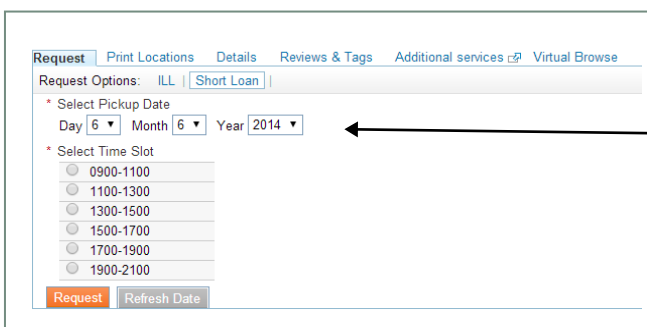 Request Print Locations Details Reviews & Tags Additional services Virtual Browse
Request Options: ILL | Short Loan |
* Select Pickup Date
Day 6 Month 6 Year 2014
* Select Time Slot
0900-1100
1100-1300
1300-1500
1500-1700
1700-1900
1900-2100
Request Refresh Date